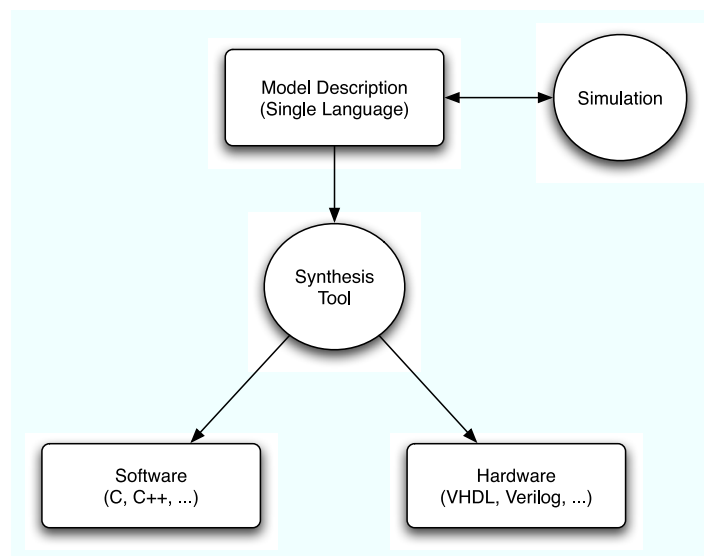 Model Description
(Single Language)
Simulation
Synthesis
Tool
Software
(C, C++, ...)
Hardware
(VHDL, Verilog, ...)